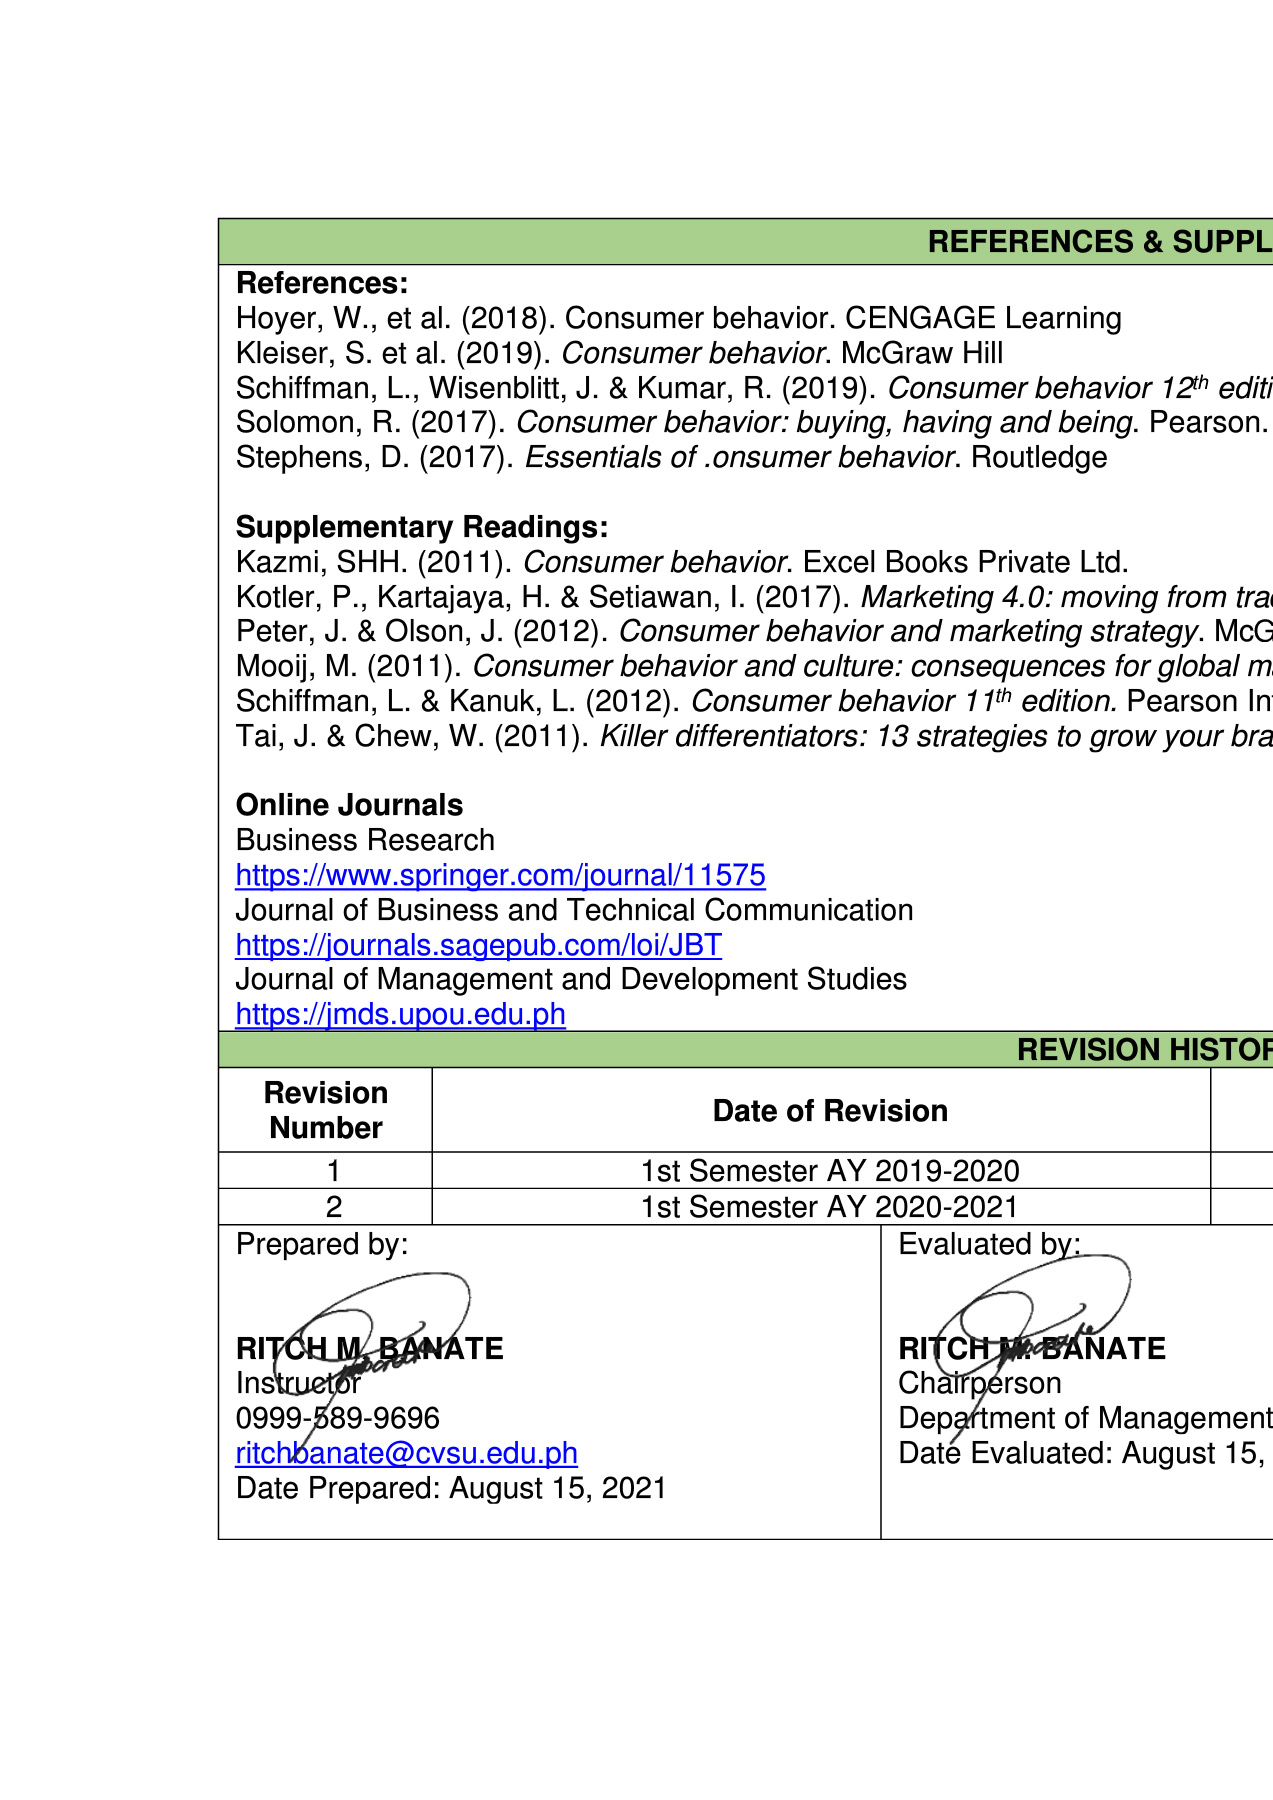 REFERENCES & SUPPL
References:
Hoyer, W., et al. (2018). Consumer behavior. CENGAGE Learning
Kleiser, S. et al. (2019). Consumer behavior. McGraw Hill
Schiffman, L., Wisenblitt, J. & Kumar, R. (2019). Consumer behavior 12th editi
Solomon, R. (2017). Consumer behavior: buying, having and being. Pearson.
Stephens, D. (2017). Essentials of .onsumer behavior. Routledge
Supplementary Readings:
Kazmi, SHH. (2011). Consumer behavior. Excel Books Private Ltd.
Kotler, P., Kartajaya, H. & Setiawan, I. (2017). Marketing 4.0: moving from trad
Peter, J. & Olson, J. (2012). Consumer behavior and marketing strategy. McG
Mooij, M. (2011). Consumer behavior and culture: consequences for global ma
Schiffman, L. & Kanuk, L. (2012). Consumer behavior 11th edition. Pearson Int
Tai, J. & Chew, W. (2011). Killer differentiators: 13 strategies to grow your bra
Online Journals
Business Research
https://www.springer.com/journal/11575
Journal of Business and Technical Communication
https://journals.sagepub.com/loi/JBT
Journal of Management and Development Studies
https://jmds.upou.edu.ph
REVISION HISTOR
Revision Number
Date of Revision
1 1st Semester AY 2019-2020
2 1st Semester AY 2020-2021
Prepared by:
RITCH M. BANATE
Instructor
0999-589-9696
ritchbanate@cvsu.edu.ph
Date Prepared: August 15, 2021
Evaluated by:
RITCH M. BANATE
Chairperson
Department of Management
Date Evaluated: August 15,